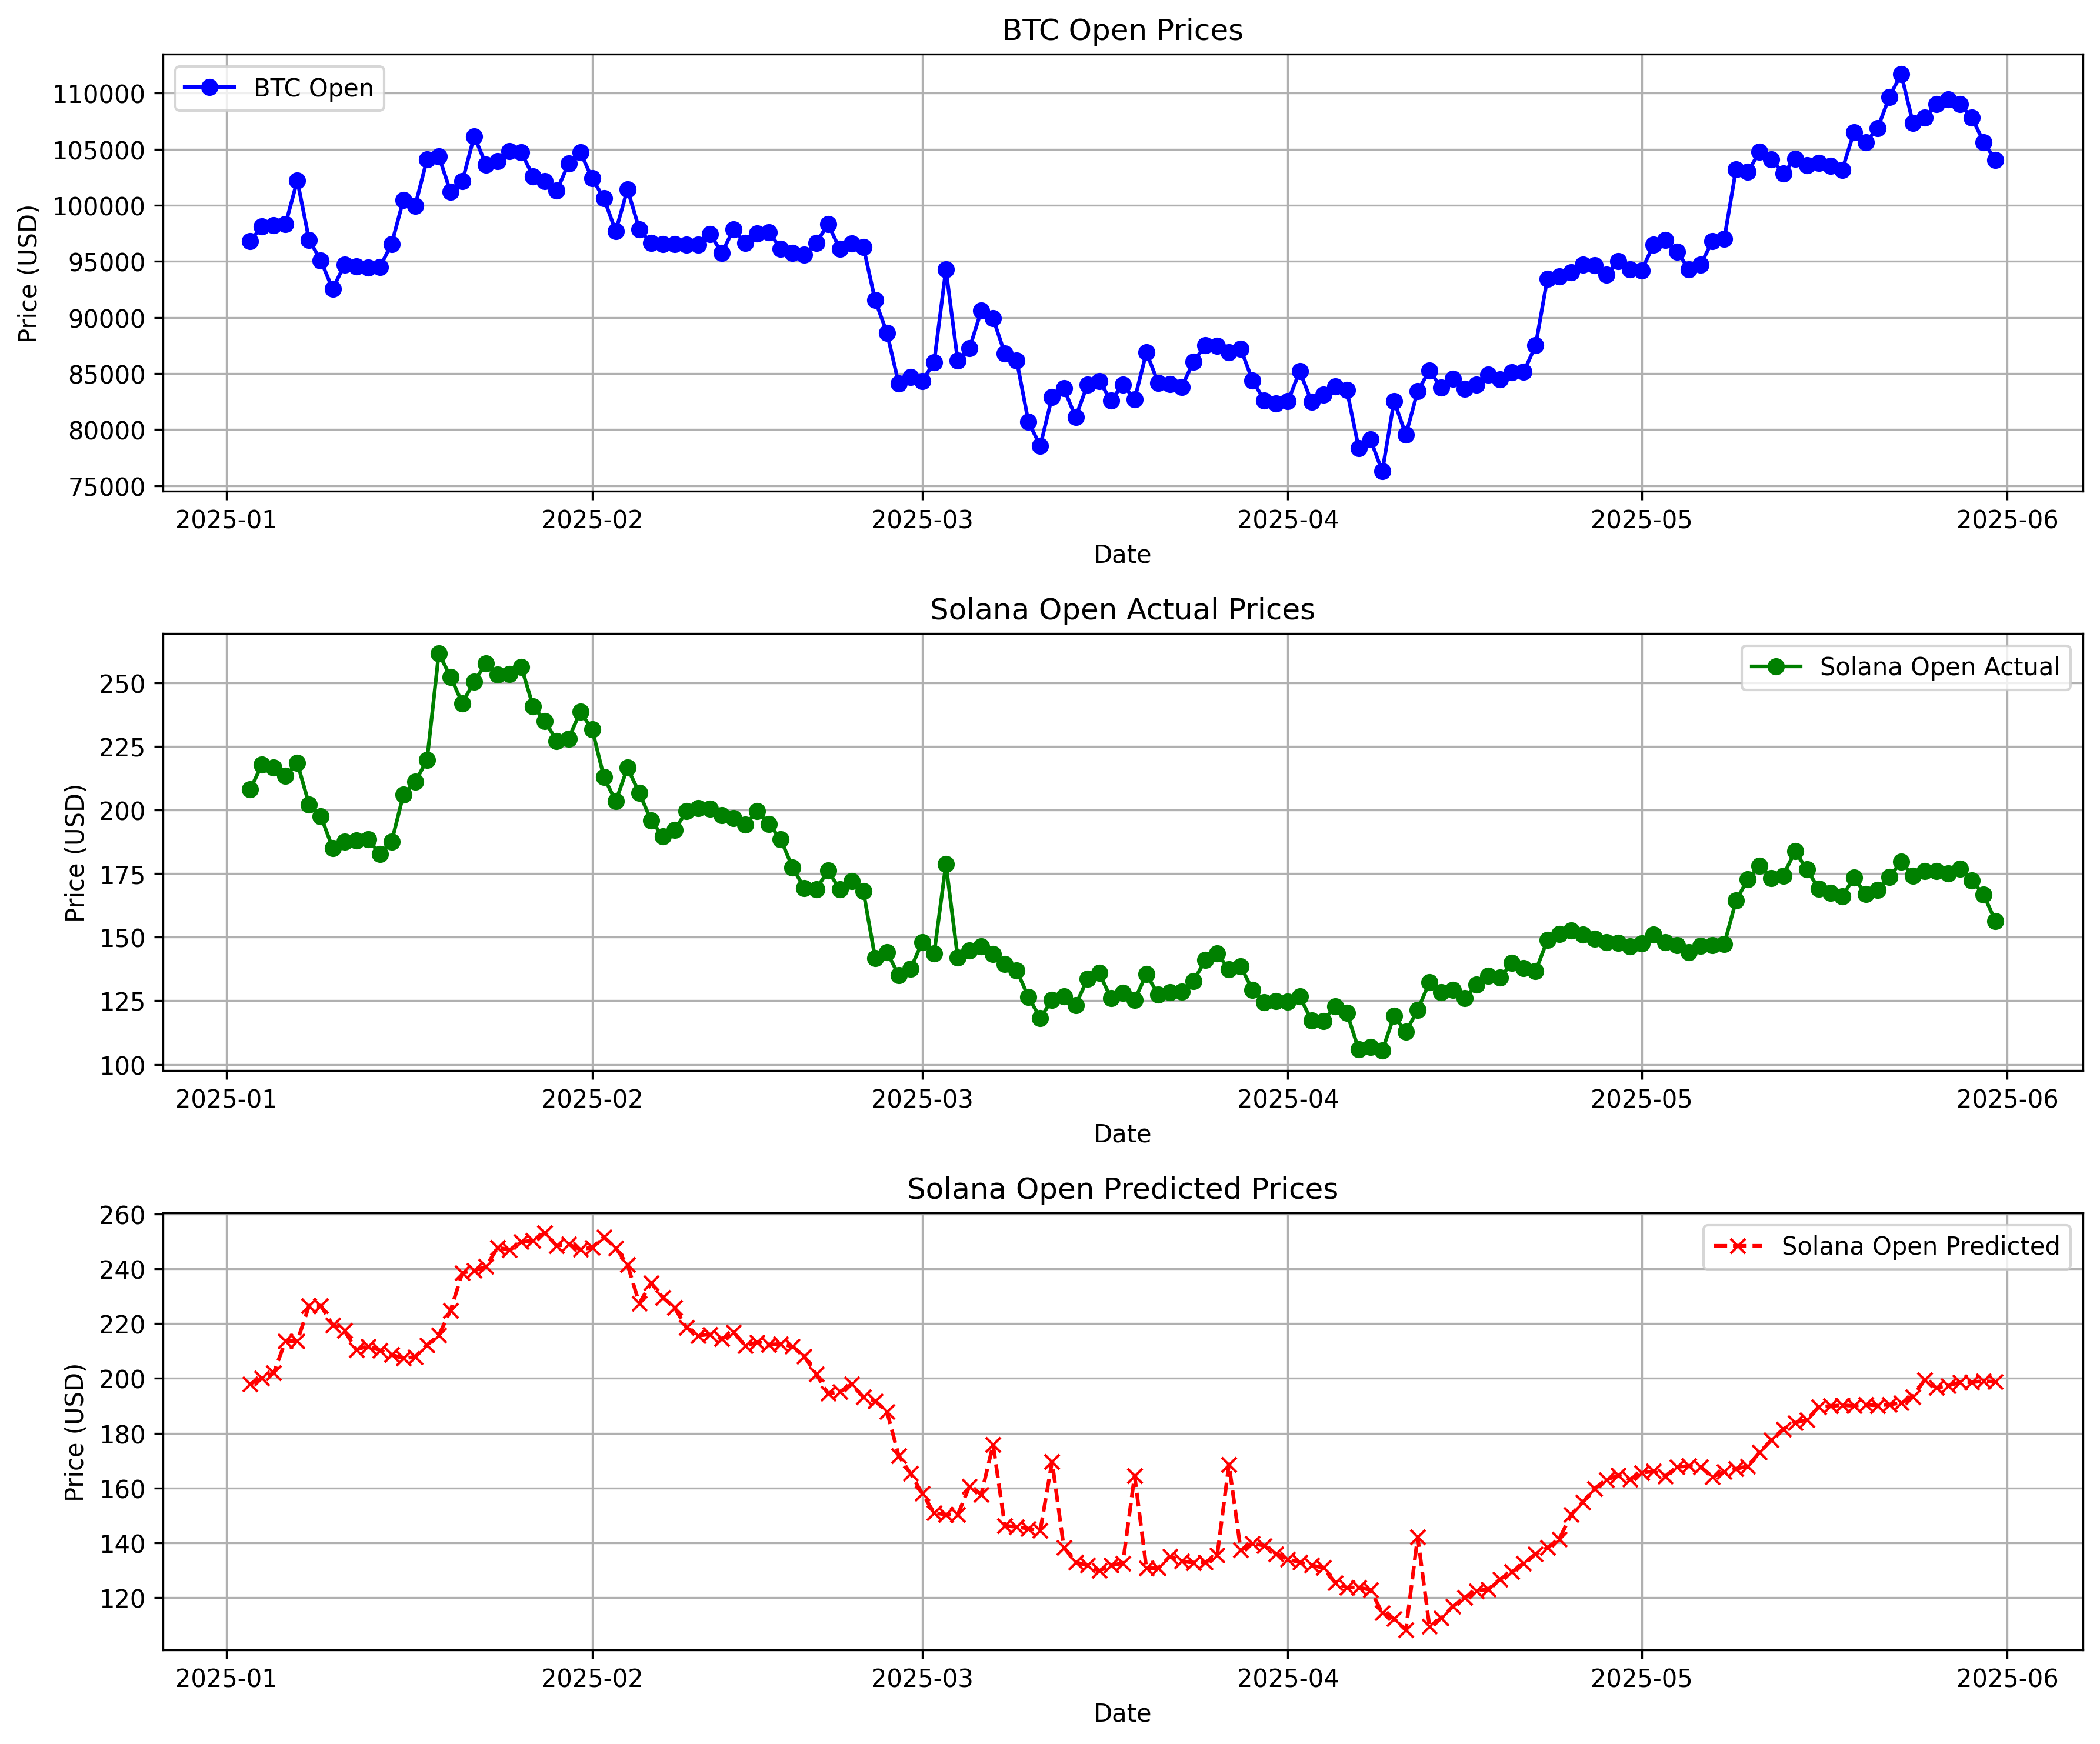 BTC Open Prices
BTC Open
110000
105000
100000
95000
90000
85000
80000
75000
Price (USD)
2025-01 2025-02 2025-03 2025-04 2025-05 2025-06
Date
Solana Open Actual Prices
Solana Open Actual
250
225
200
175
150
125
100
Price (USD)
2025-01 2025-02 2025-03 2025-04 2025-05 2025-06
Date
Solana Open Predicted Prices
Solana Open Predicted
260
240
220
200
180
160
140
120
Price (USD)
2025-01 2025-02 2025-03 2025-04 2025-05 2025-06
Date